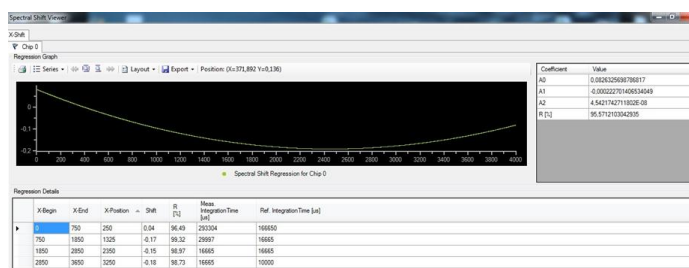 Spectral Shift Viewer
X-Shift
Chip 0
Regression Graph
Series Layout Export Position: (X=371,892 Y=0,136)
0
-0.1
-0.2
0 200 400 600 800 1000 1200 1400 1600 1800 2000 2200 2400 2600 2800 3000 3200 3400 3600 3800 4000
Spectral Shift Regression for Chip 0
Coefficient Value
A0 0,0826325698786817
A1 -0,000222701406534049
A2 4,5421742711802E-08
R [%] 95,5712103042935
Regression Details
X-Begin X-End X-Position Shift R [%] Meas. IntegrationTime [us] Ref. IntegrationTime [us]
0 750 250 0,04 96,49 293304 166650
750 1850 1325 -0,17 99,32 29997 16665
1850 2850 2350 -0,15 98,97 16665 16665
2850 3650 3250 -0,18 98,73 16665 10000